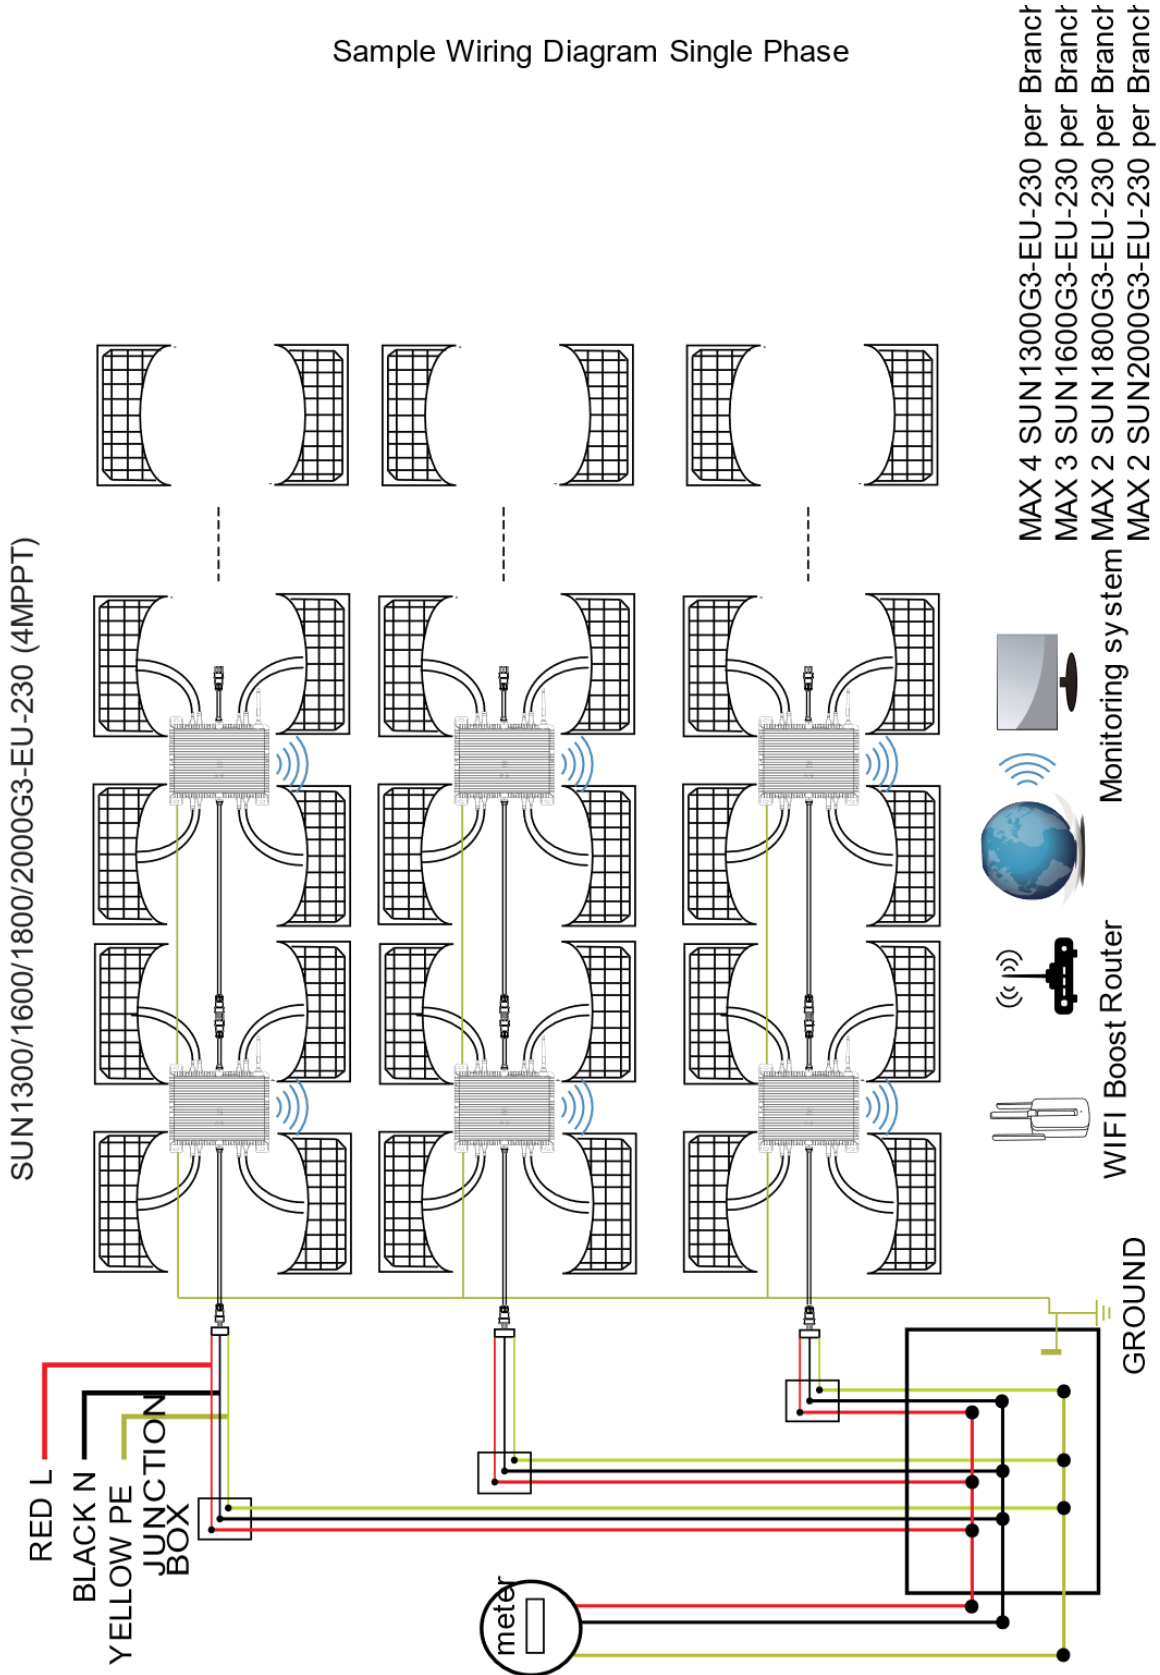 Sample Wiring Diagram Single Phase
SUN1300/1600/1800/2000G3-EU-230 (4MPPT)
MAX 4 SUN1300G3-EU-230 per Branch
MAX 3 SUN1600G3-EU-230 per Branch
MAX 2 SUN1800G3-EU-230 per Branch
MAX 2 SUN2000G3-EU-230 per Branch
Monitoring system
Router
WIFI Boost
GROUND
RED L
BLACK N
YELLOW PE
JUNCTION
BOX
meter